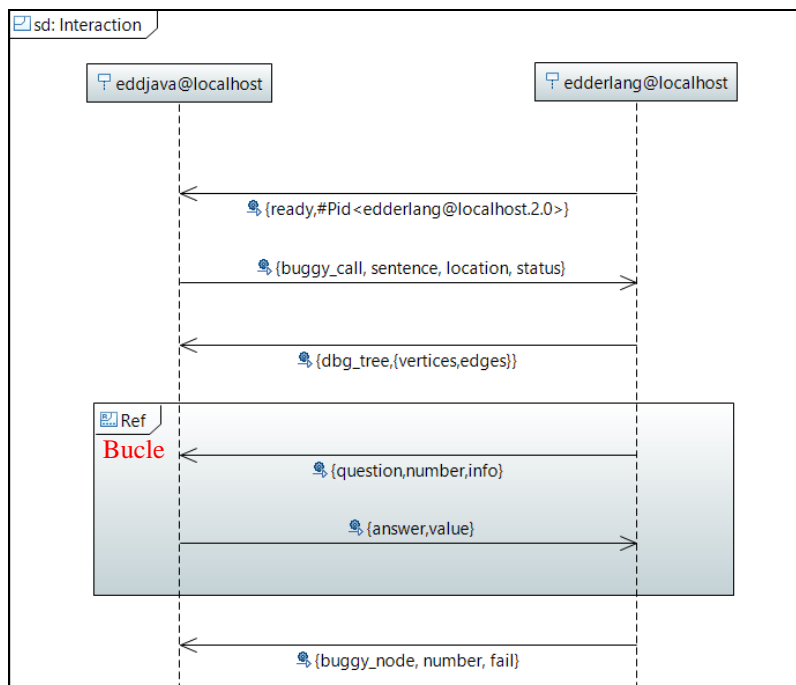 sd: Interaction
eddjava@localhost
edderlang@localhost
{ready,#Pid<edderlang@localhost.2.0>}
{buggy_call, sentence, location, status}
{dbg_tree,{vertices,edges}}
Ref
Bucle
{question,number,info}
{answer,value}
{buggy_node, number, fail}